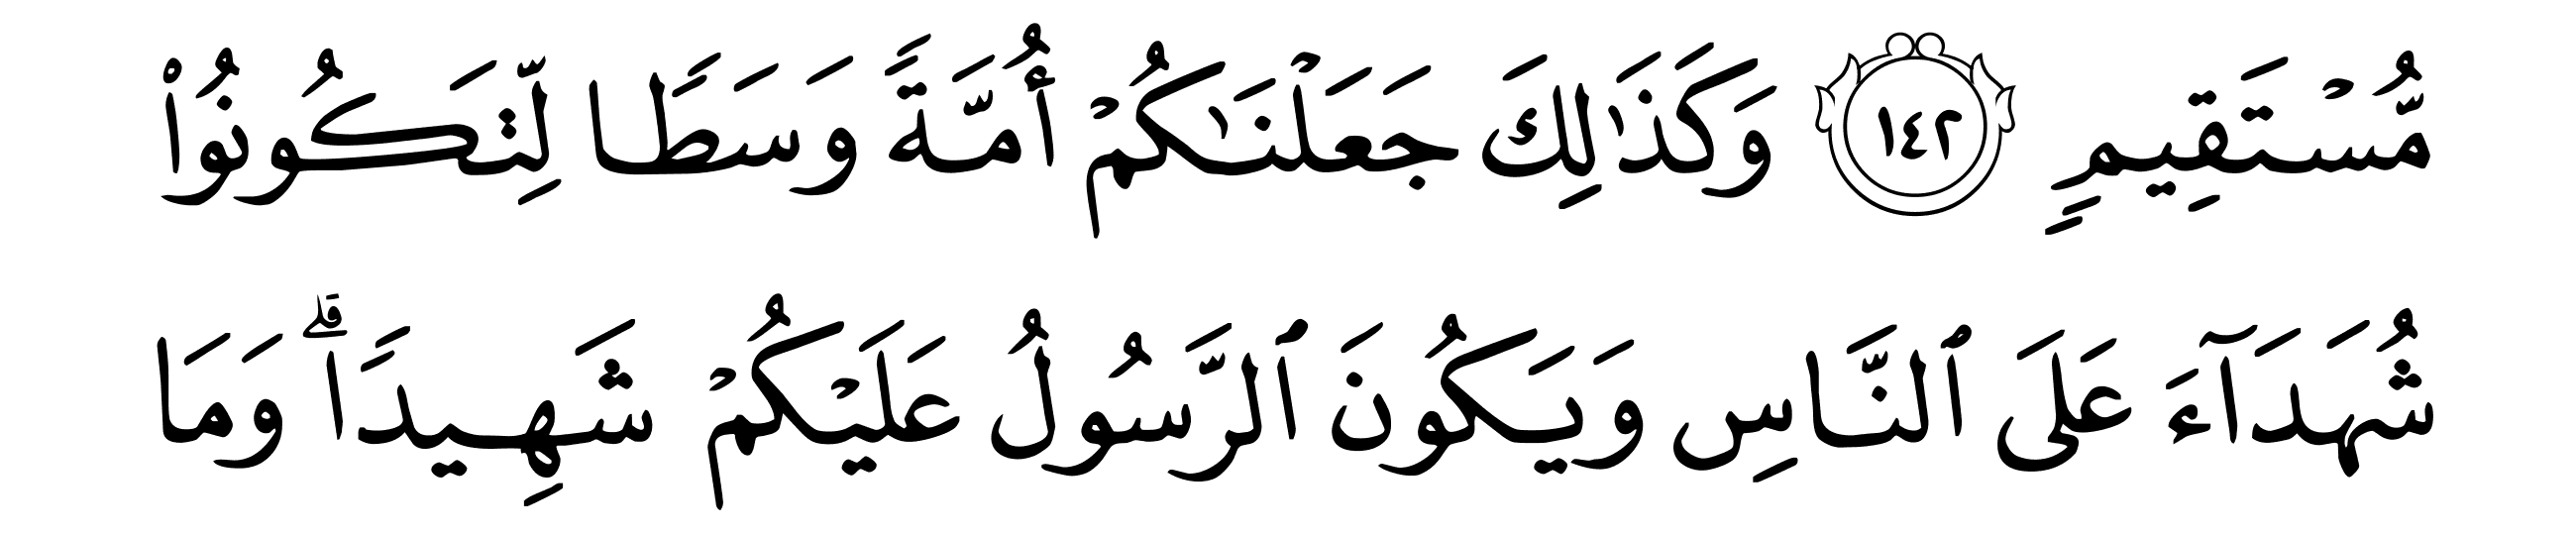 مُّسۡتَقِيمٍ ١٤٢ وَكَذَٰلِكَ جَعَلۡنَٰكُمۡ أُمَّةً وَسَطًا لِّتَكُونُواْ
شُهَدَآءَ عَلَى ٱلنَّاسِ وَيَكُونَ ٱلرَّسُولُ عَلَيۡكُمۡ شَهِيدًاۗ وَمَا